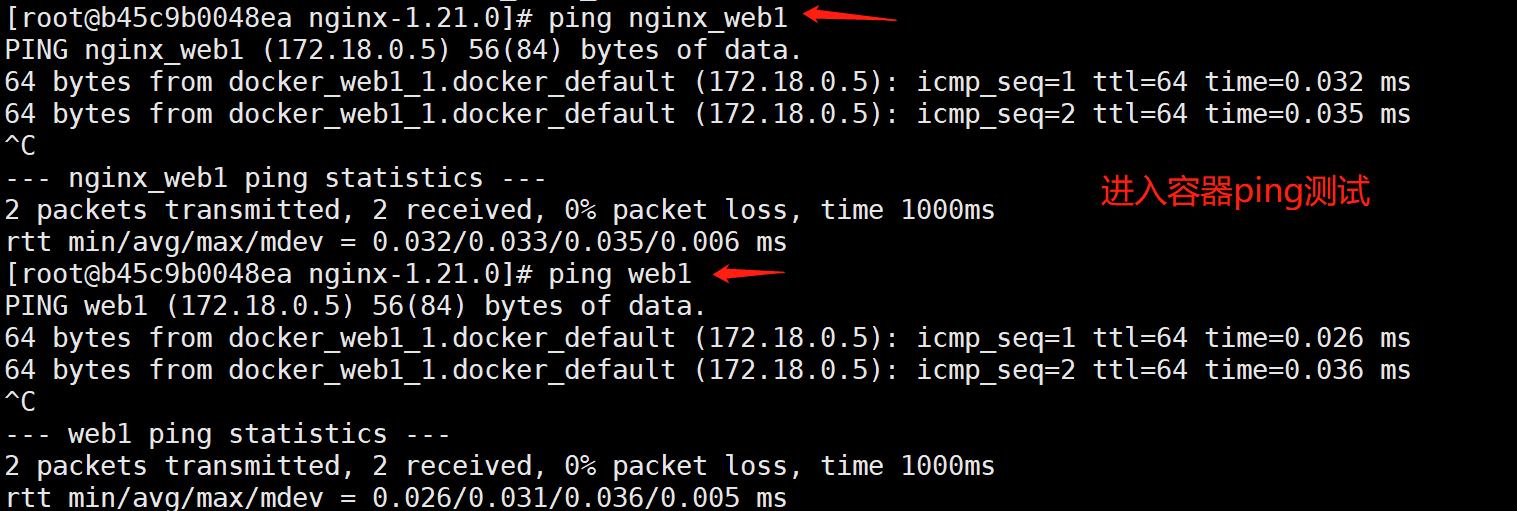 [root@b45c9b0048ea nginx-1.21.0]# ping nginx_web1
PING nginx_web1 (172.18.0.5) 56(84) bytes of data.
64 bytes from docker_web1_1.docker_default (172.18.0.5): icmp_seq=1 ttl=64 time=0.032 ms
64 bytes from docker_web1_1.docker_default (172.18.0.5): icmp_seq=2 ttl=64 time=0.035 ms
^C
--- nginx_web1 ping statistics ---
进入容器ping测试
2 packets transmitted, 2 received, 0% packet loss, time 1000ms
rtt min/avg/max/mdev = 0.032/0.033/0.035/0.006 ms
[root@b45c9b0048ea nginx-1.21.0]# ping web1
PING web1 (172.18.0.5) 56(84) bytes of data.
64 bytes from docker_web1_1.docker_default (172.18.0.5): icmp_seq=1 ttl=64 time=0.026 ms
64 bytes from docker_web1_1.docker_default (172.18.0.5): icmp_seq=2 ttl=64 time=0.036 ms
^C
--- web1 ping statistics ---
2 packets transmitted, 2 received, 0% packet loss, time 1000ms
rtt min/avg/max/mdev = 0.026/0.031/0.036/0.005 ms